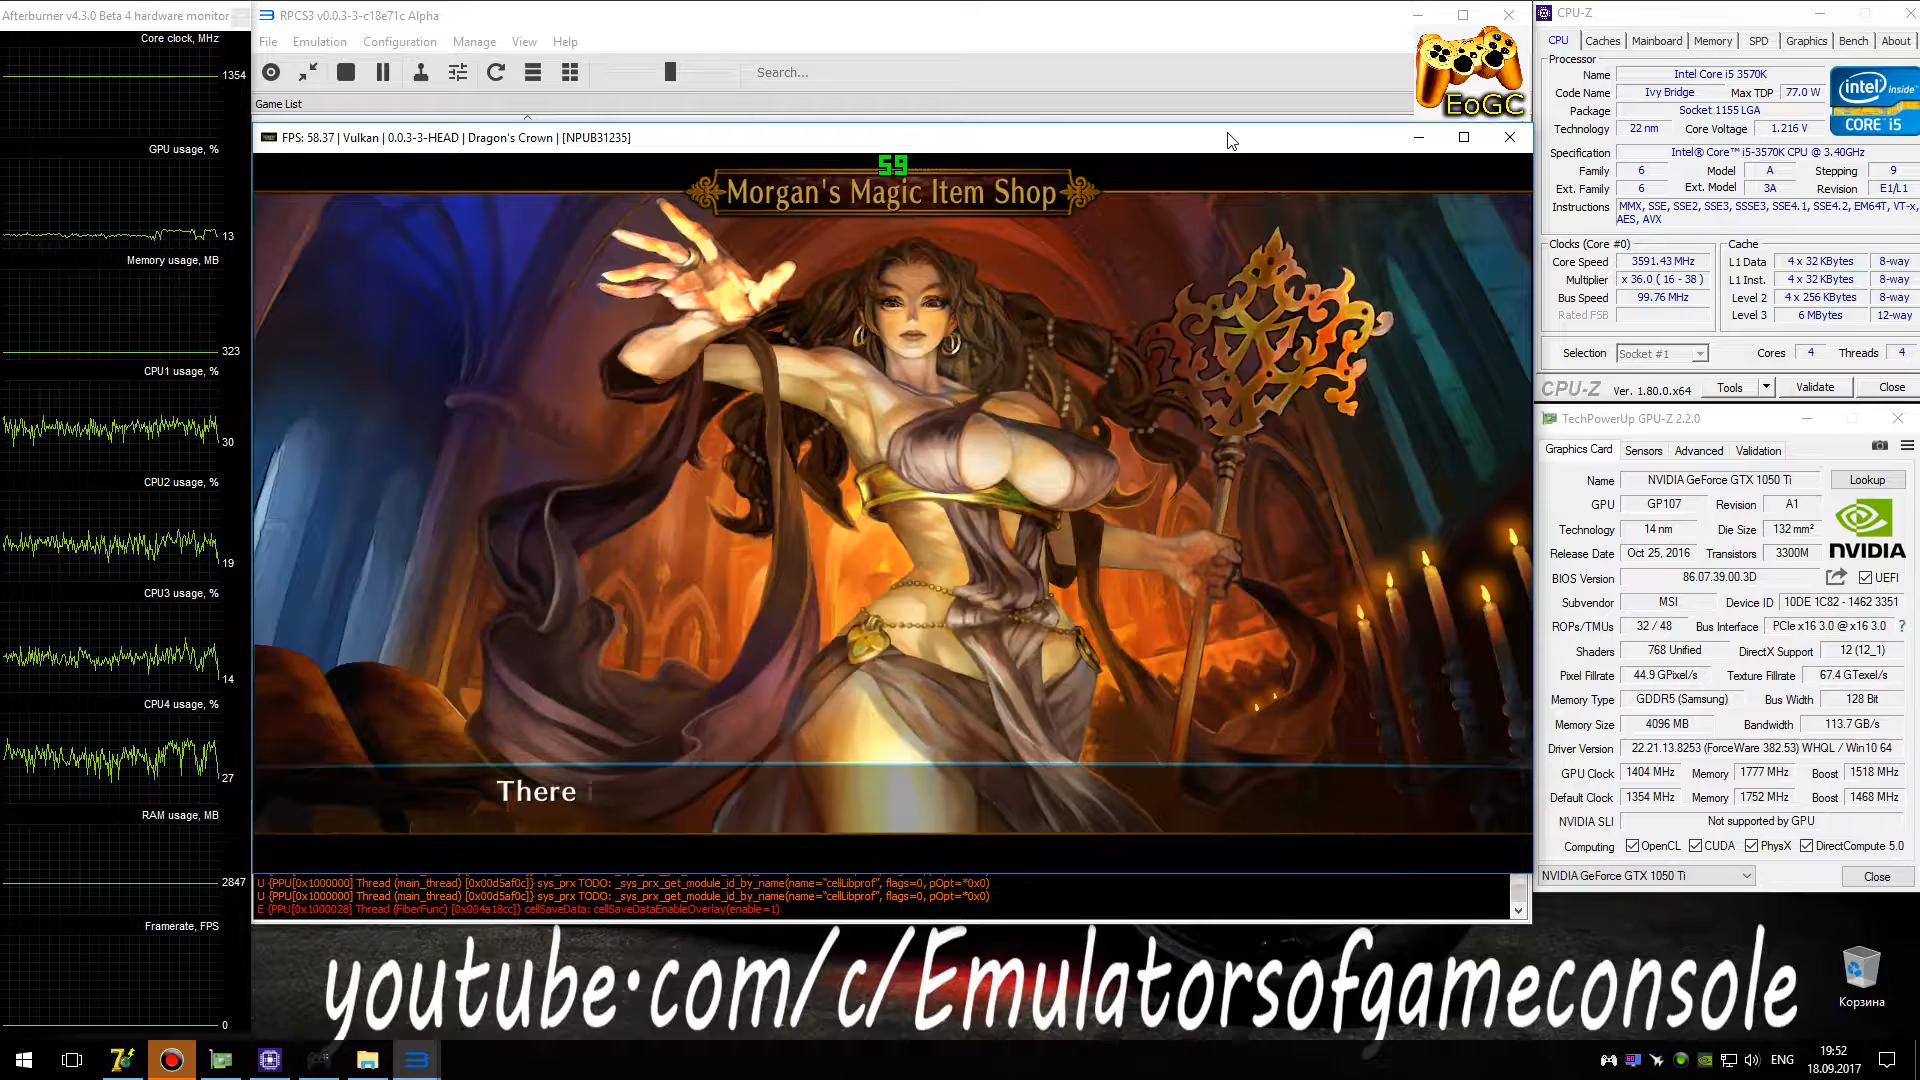 Afterburner v4.3.0 Beta 4 hardware monitor
Core clock, MHz
1354
GPU usage, %
13
Memory usage, MB
323
CPU1 usage, %
30
CPU2 usage, %
19
CPU3 usage, %
14
CPU4 usage, %
27
RAM usage, MB
2847
Framerate, FPS
0
RPCS3 v0.0.3-3-c18e71c Alpha
File Emulation Configuration Manage View Help
Search...
EoGC
Game List
FPS: 58.37 | Vulkan | 0.0.3-3-HEAD | Dragon's Crown | [NPUB31235]
59
Morgan's Magic Item Shop
There
U {PPU[0x1000000] Thread (main_thread) [0x00d5af0c]} sys_prx TODO: _sys_prx_get_module_id_by_name(name="cellLibprof", flags=0, pOpt=*0x0)
U {PPU[0x1000000] Thread (main_thread) [0x00d5af0c]} sys_prx TODO: _sys_prx_get_module_id_by_name(name="cellLibprof", flags=0, pOpt=*0x0)
E {PPU[0x1000028] Thread (FiberFunc) [0x004a18cc]} cellSaveData: cellSaveDataEnableOverlay(enable=1)
CPU-Z
CPU Caches Mainboard Memory SPD Graphics Bench About
Processor
Name Intel Core i5 3570K
Code Name Ivy Bridge Max TDP 77.0 W
Package Socket 1155 LGA
Technology 22 nm Core Voltage 1.216 V
intel inside™
CORE i5
Specification Intel® Core™ i5-3570K CPU @ 3.40GHz
Family 6 Model A Stepping 9
Ext. Family 6 Ext. Model 3A Revision E1/L1
Instructions MMX, SSE, SSE2, SSE3, SSSE3, SSE4.1, SSE4.2, EM64T, VT-x,
AES, AVX
Clocks (Core #0) Cache
Core Speed 3591.43 MHz L1 Data 4 x 32 KBytes 8-way
Multiplier x 36.0 ( 16 - 38 ) L1 Inst. 4 x 32 KBytes 8-way
Bus Speed 99.76 MHz Level 2 4 x 256 KBytes 8-way
Rated FSB Level 3 6 MBytes 12-way
Selection Socket #1 Cores 4 Threads 4
CPU-Z Ver. 1.80.0.x64 Tools Validate Close
TechPowerUp GPU-Z 2.2.0
Graphics Card Sensors Advanced Validation
Name NVIDIA GeForce GTX 1050 Ti Lookup
GPU GP107 Revision A1
Technology 14 nm Die Size 132 mm²
NVIDIA
Release Date Oct 25, 2016 Transistors 3300M
BIOS Version 86.07.39.00.3D UEFI
Subvendor MSI Device ID 10DE 1C82 - 1462 3351
ROPs/TMUs 32 / 48 Bus Interface PCIe x16 3.0 @ x16 3.0 ?
Shaders 768 Unified DirectX Support 12 (12_1)
Pixel Fillrate 44.9 GPixel/s Texture Fillrate 67.4 GTexel/s
Memory Type GDDR5 (Samsung) Bus Width 128 Bit
Memory Size 4096 MB Bandwidth 113.7 GB/s
Driver Version 22.21.13.8253 (ForceWare 382.53) WHQL / Win10 64
GPU Clock 1404 MHz Memory 1777 MHz Boost 1518 MHz
Default Clock 1354 MHz Memory 1752 MHz Boost 1468 MHz
NVIDIA SLI Not supported by GPU
Computing OpenCL CUDA PhysX DirectCompute 5.0
NVIDIA GeForce GTX 1050 Ti Close
youtube.com/c/Emulatorsofgameconsole
Корзина
ENG
19:52
18.09.2017